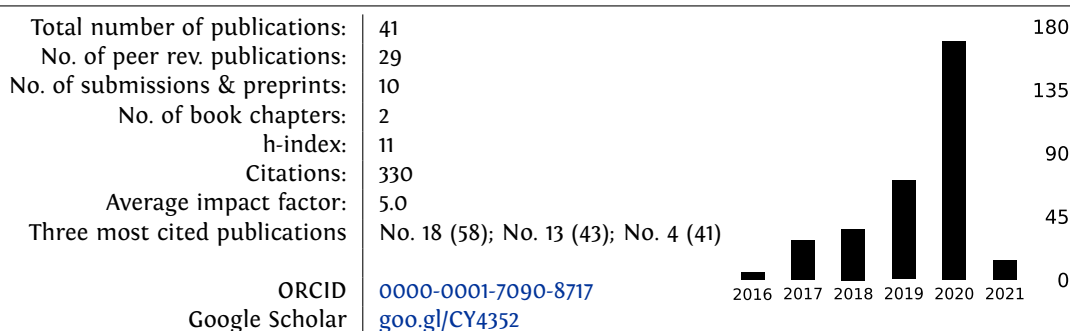 Total number of publications: 41
No. of peer rev. publications: 29
No. of submissions & preprints: 10
No. of book chapters: 2
h-index: 11
Citations: 330
Average impact factor: 5.0
Three most cited publications No. 18 (58); No. 13 (43); No. 4 (41)
ORCID 0000-0001-7090-8717
Google Scholar goo.gl/CY4352
180
135
90
45
0
2016 2017 2018 2019 2020 2021